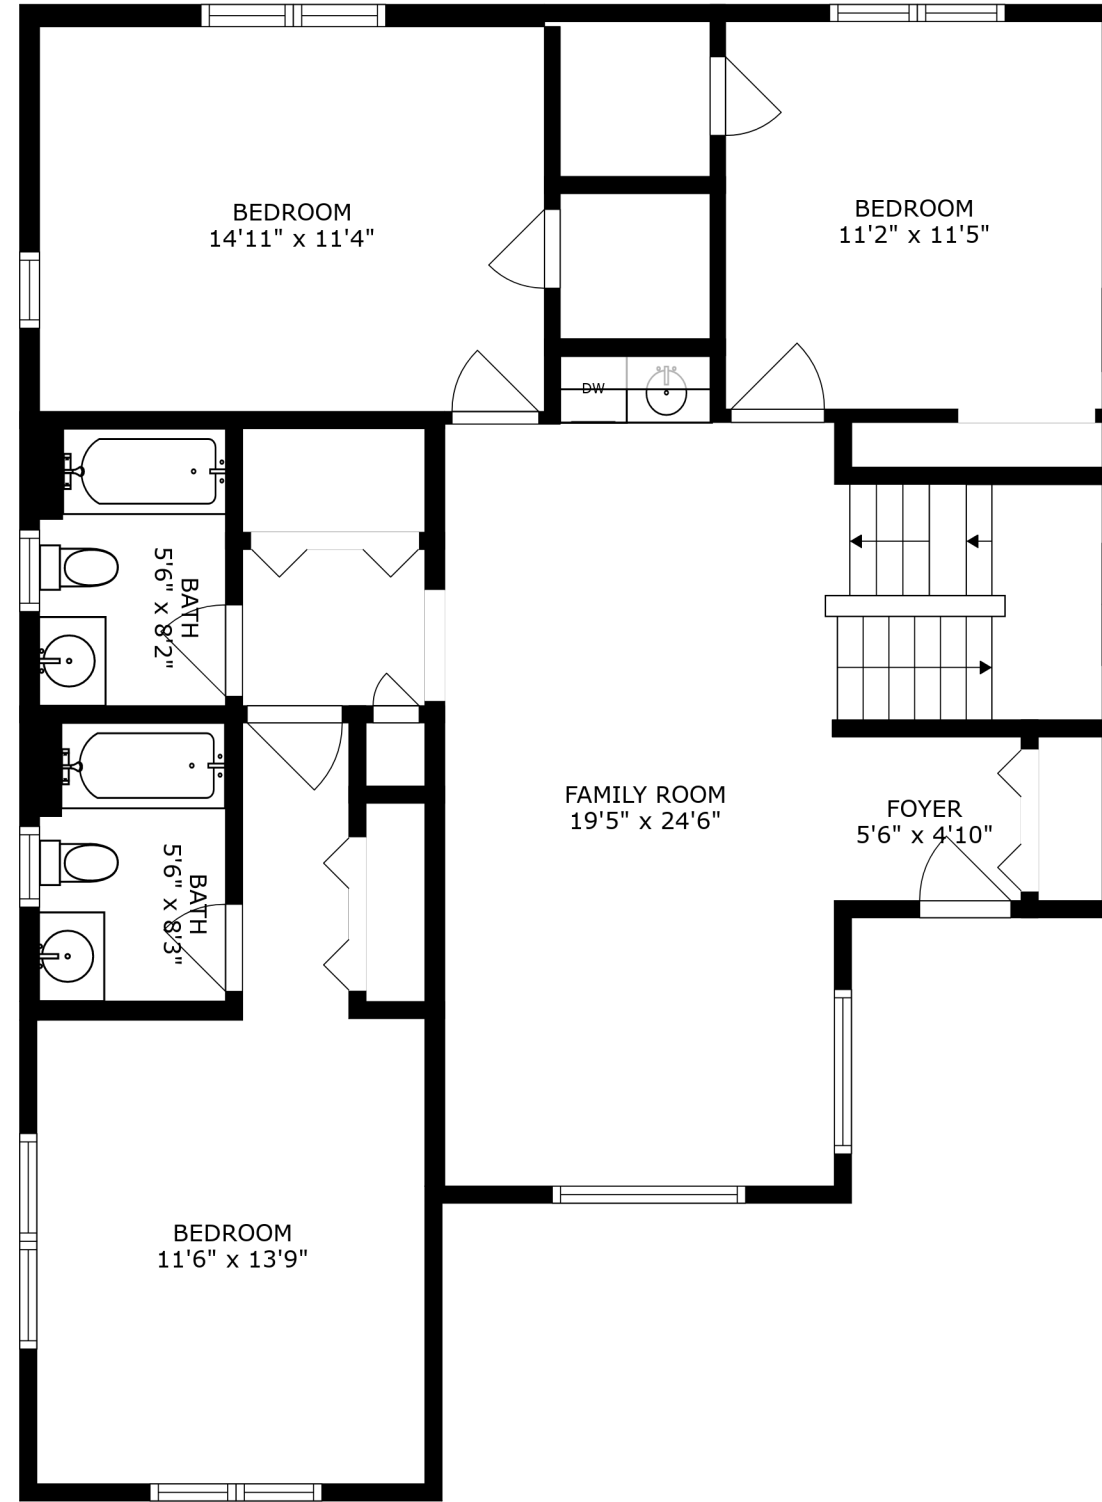 BEDROOM
14'11" x 11'4"
BEDROOM
11'2" x 11'5"
DW
BATH
5'6" x 8'2"
FAMILY ROOM
19'5" x 24'6"
FOYER
5'6" x 4'10"
BATH
5'6" x 8'3"
BEDROOM
11'6" x 13'9"